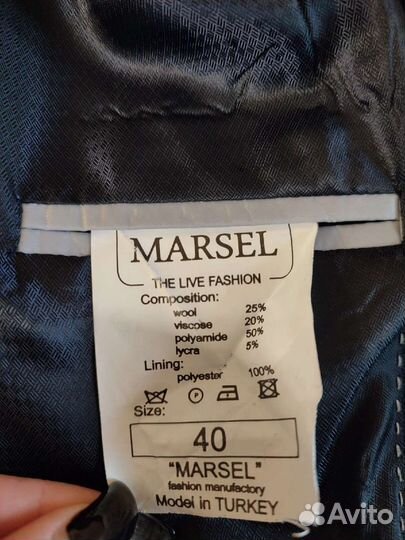 MARSEL
THE LIVE FASHION
Composition:
wool 25%
viscose 20%
polyamide 50%
lycra 5%
Lining:
polyester 100%
P
Size:
40
"MARSEL"
fashion manufactory
Model in TURKEY
Avito